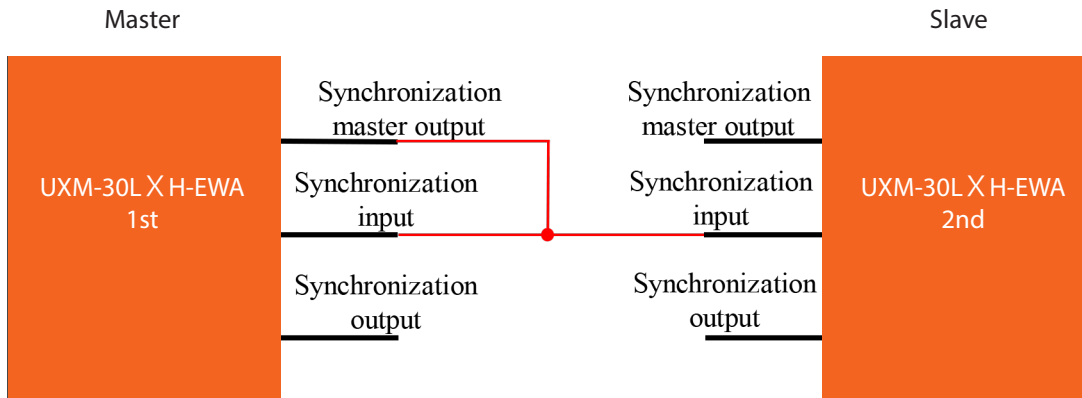 Master
Slave
Synchronization
master output
Synchronization
master output
UXM-30LXH-EWA
1st
Synchronization
input
Synchronization
input
UXM-30LXH-EWA
2nd
Synchronization
output
Synchronization
output